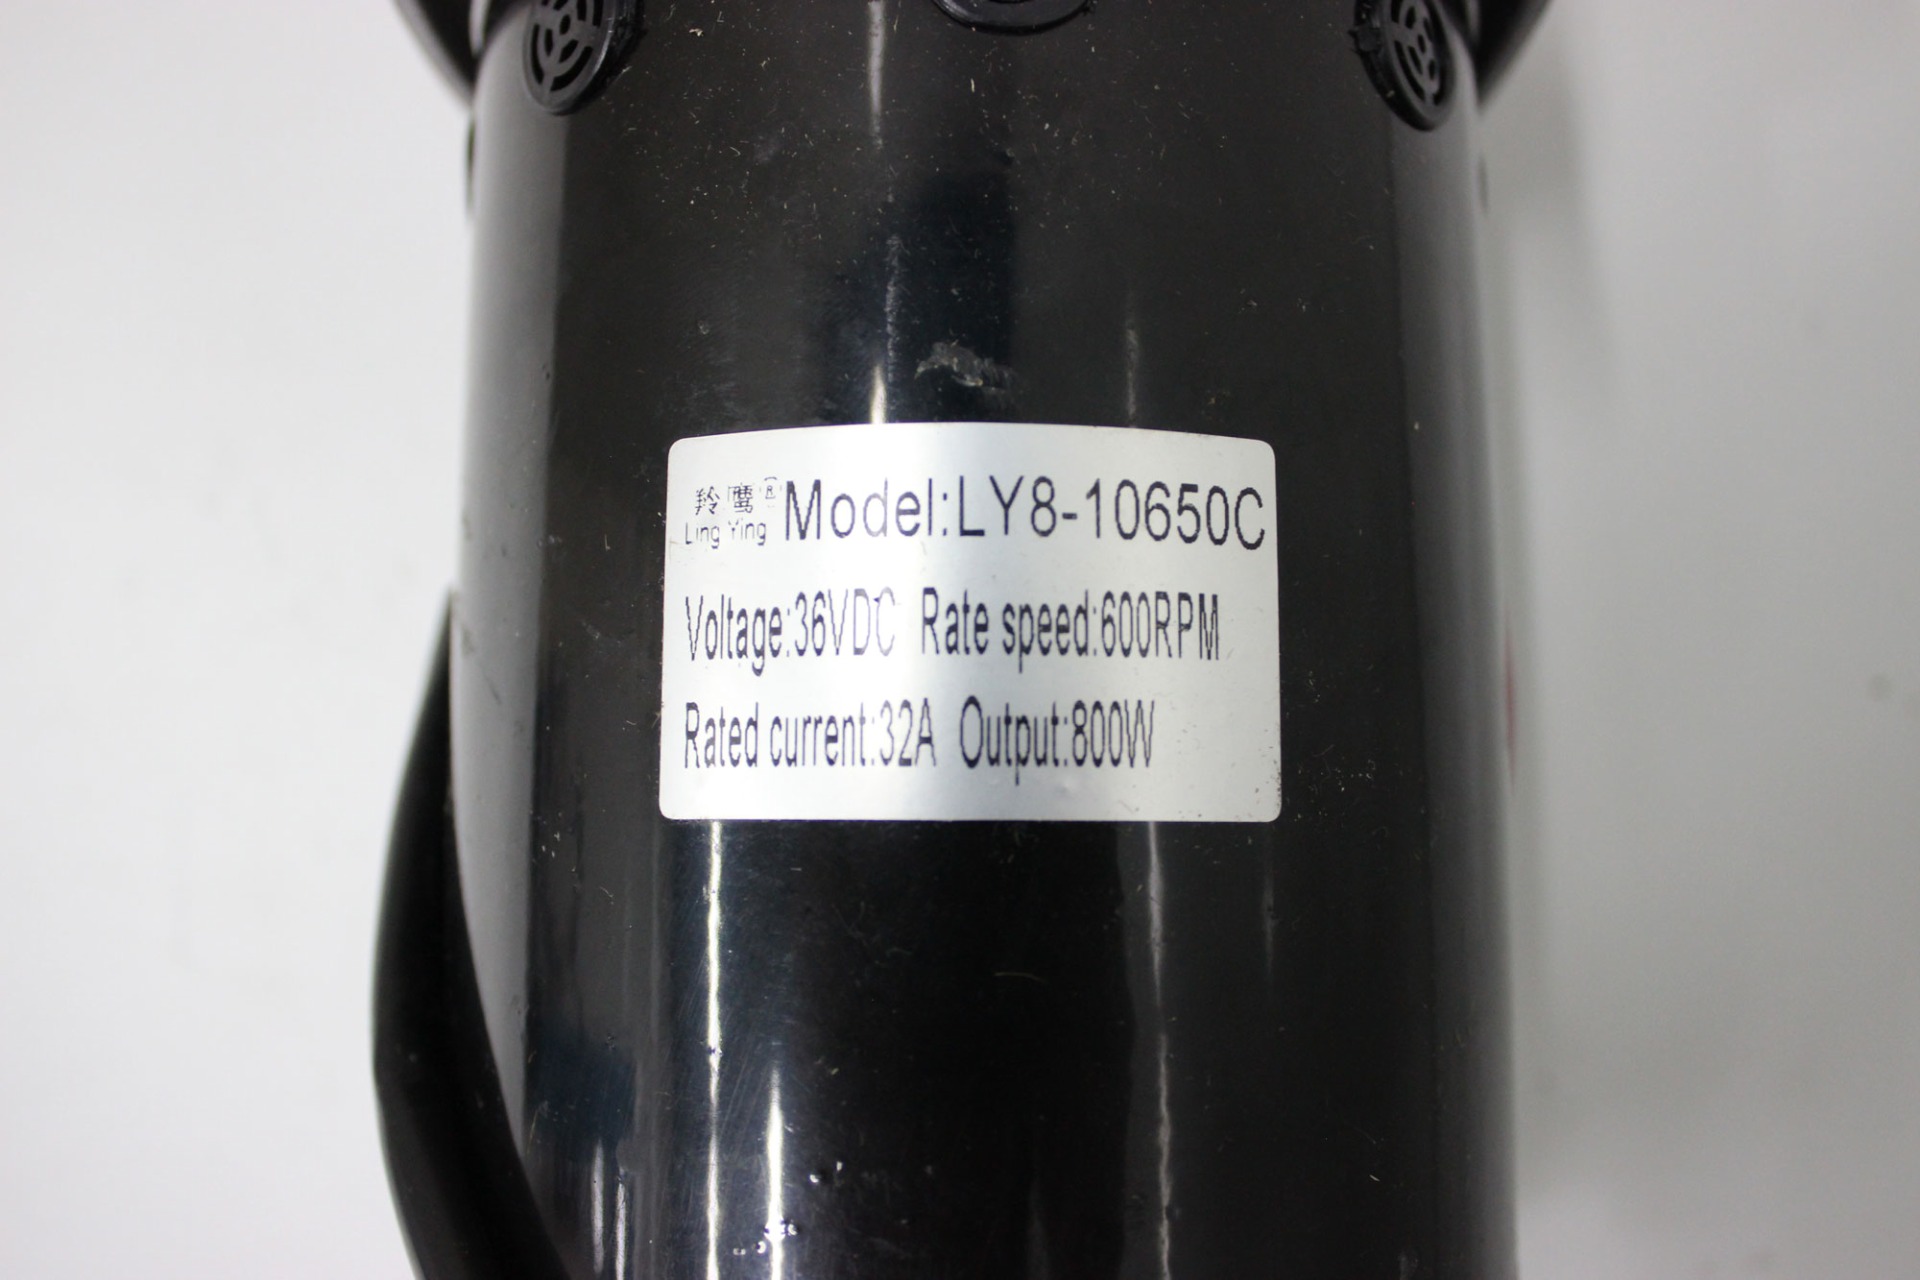 羚鹰® Model:LY8-10650C
Ling Ying
Voltage:36VDC Rate speed:600RPM
Rated current:32A Output:800W